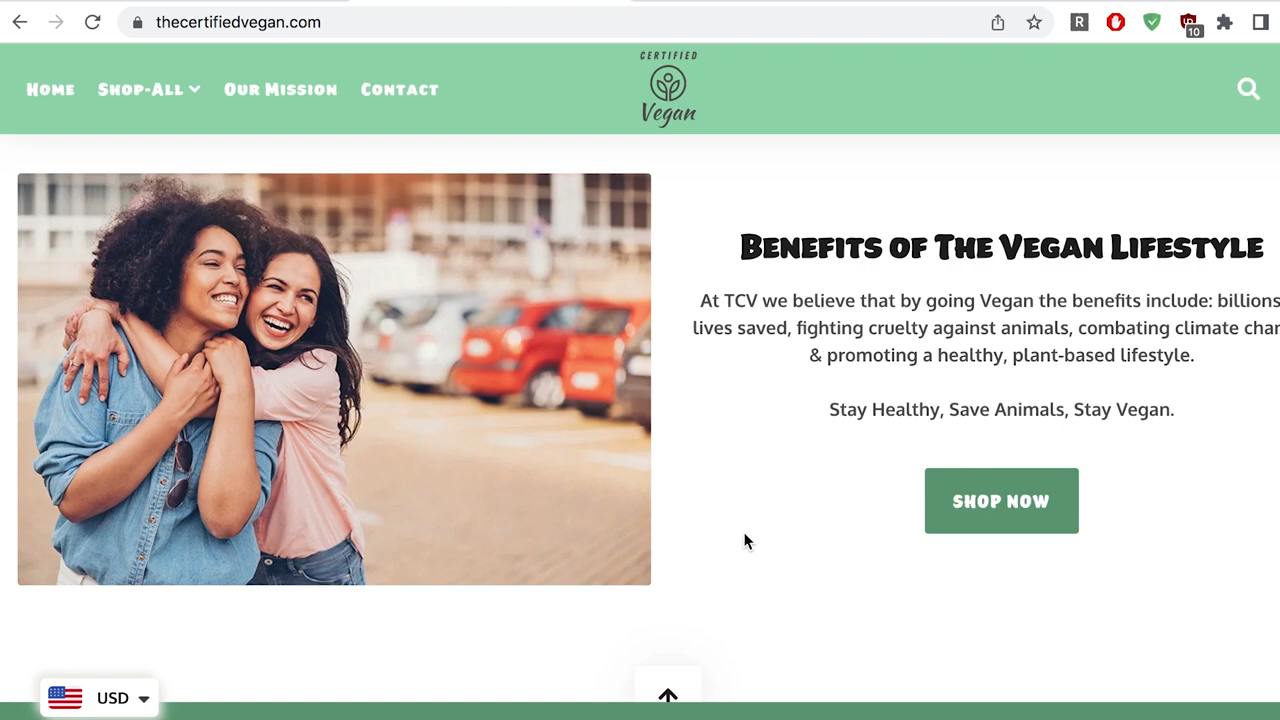 thecertifiedvegan.com
R
10
Home Shop-All Our Mission Contact
CERTIFIED
Vegan
Benefits of The Vegan Lifestyle
At TCV we believe that by going Vegan the benefits include: billions
lives saved, fighting cruelty against animals, combating climate
& promoting a healthy, plant-based lifestyle.
Stay Healthy, Save Animals, Stay Vegan.
SHOP NOW
USD